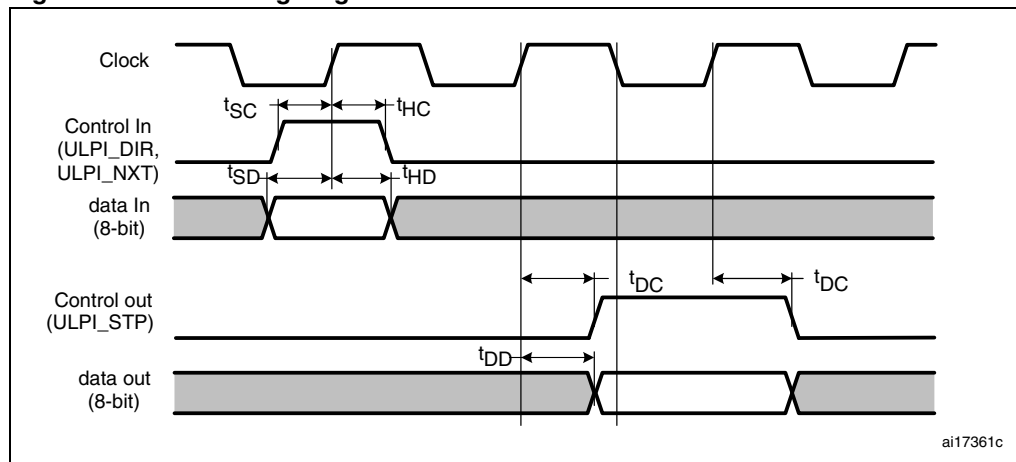 Clock
tSC
tHC
Control In
(ULPI_DIR,
ULPI_NXT)
tSD
tHD
data In
(8-bit)
tDC
tDC
Control out
(ULPI_STP)
tDD
data out
(8-bit)
ai17361c